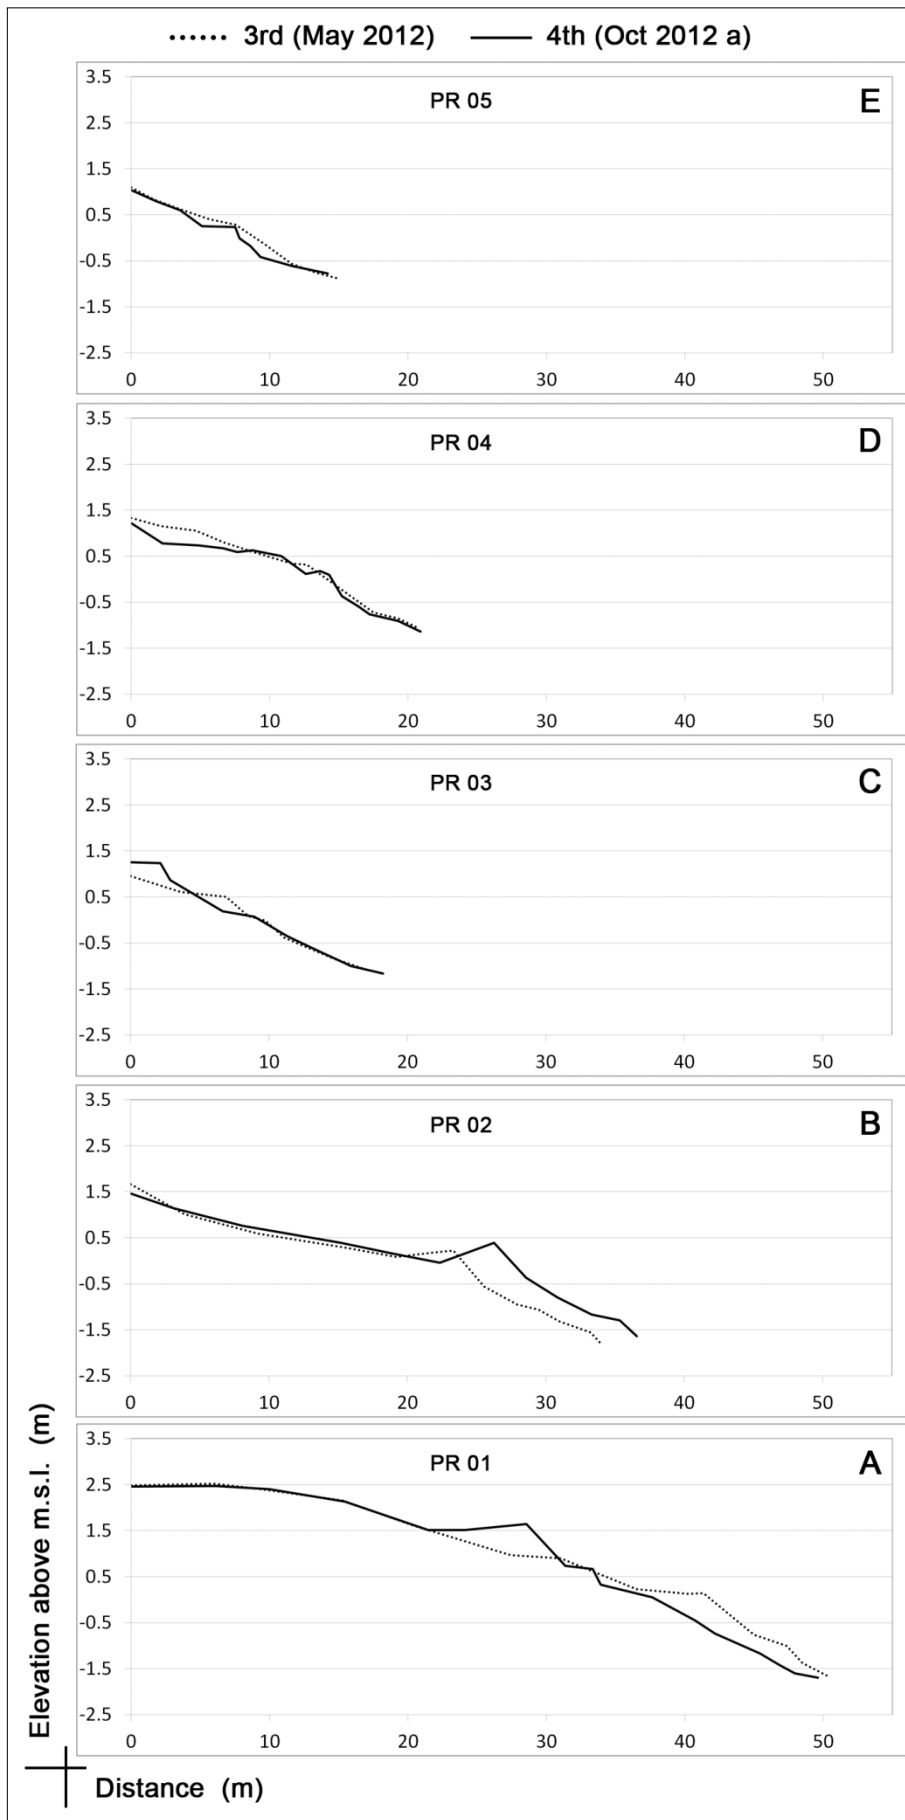 3rd (May 2012) 4th (Oct 2012 a)
PR 05 E
3.5
2.5
1.5
0.5
-0.5
-1.5
-2.5
0 10 20 30 40 50
PR 04 D
3.5
2.5
1.5
0.5
-0.5
-1.5
-2.5
0 10 20 30 40 50
PR 03 C
3.5
2.5
1.5
0.5
-0.5
-1.5
-2.5
0 10 20 30 40 50
PR 02 B
3.5
2.5
1.5
0.5
-0.5
-1.5
-2.5
0 10 20 30 40 50
PR 01 A
3.5
2.5
1.5
0.5
-0.5
-1.5
-2.5
0 10 20 30 40 50
Elevation above m.s.l. (m)
Distance (m)